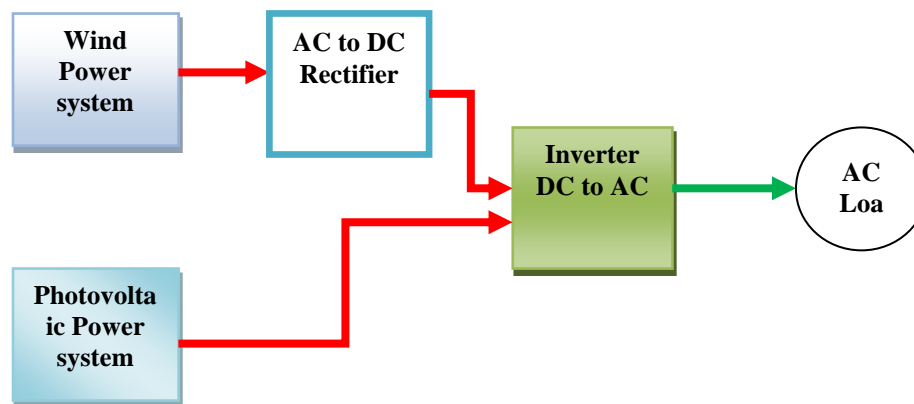 Wind
Power
system
AC to DC
Rectifier
Inverter
DC to AC
AC
Loa
Photovolta
ic Power
system